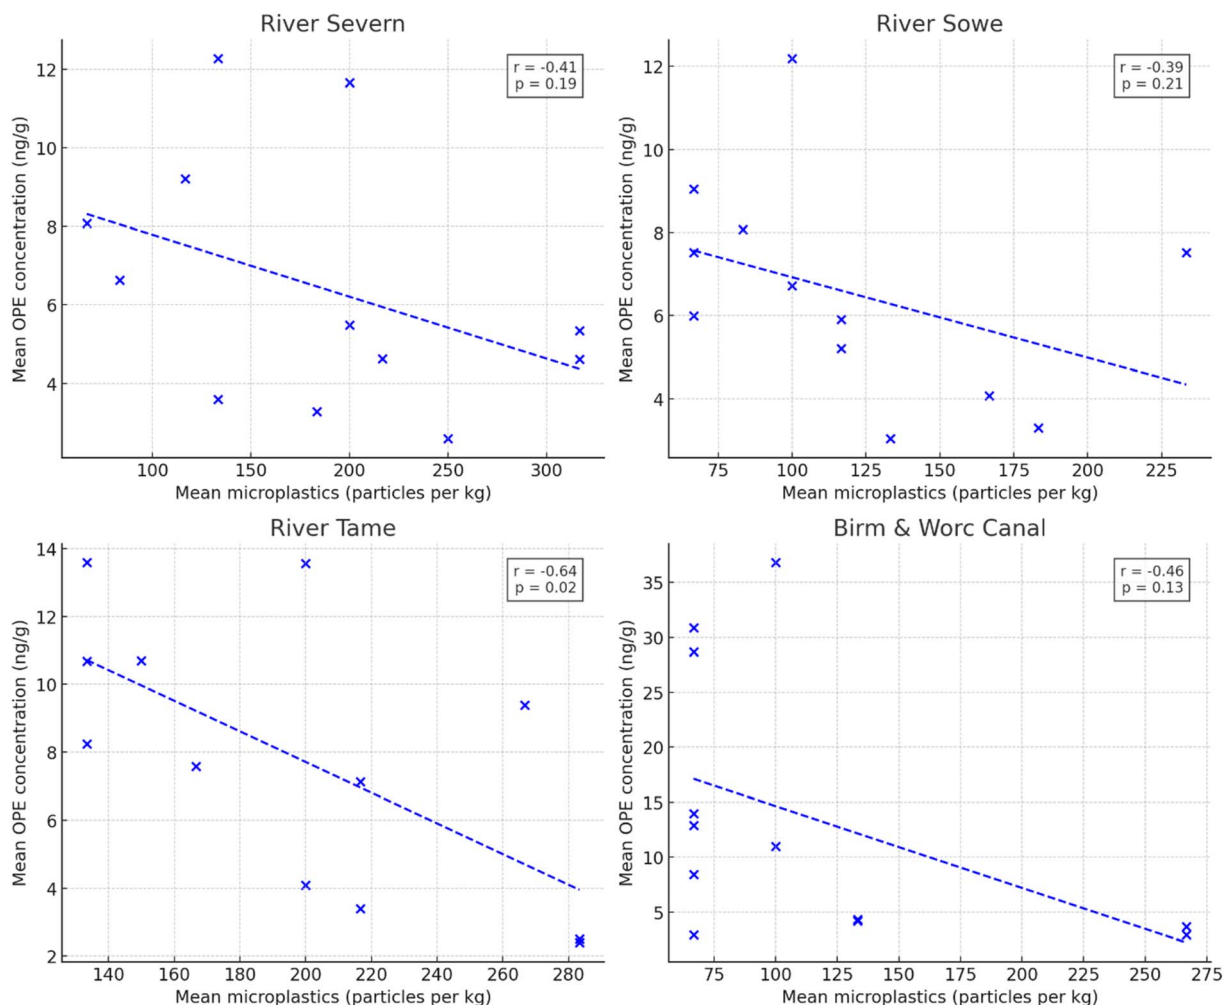 River Severn
r = -0.41
p = 0.19
Mean OPE concentration (ng/g)
12
10
8
6
4
100
150
200
250
300
Mean microplastics (particles per kg)
River Sowe
r = -0.39
p = 0.21
Mean OPE concentration (ng/g)
12
10
8
6
4
75
100
125
150
175
200
225
Mean microplastics (particles per kg)
River Tame
r = -0.64
p = 0.02
Mean OPE concentration (ng/g)
14
12
10
8
6
4
2
140
160
180
200
220
240
260
280
Mean microplastics (particles per kg)
Birm & Worc Canal
r = -0.46
p = 0.13
Mean OPE concentration (ng/g)
35
30
25
20
15
10
5
75
100
125
150
175
200
225
250
275
Mean microplastics (particles per kg)